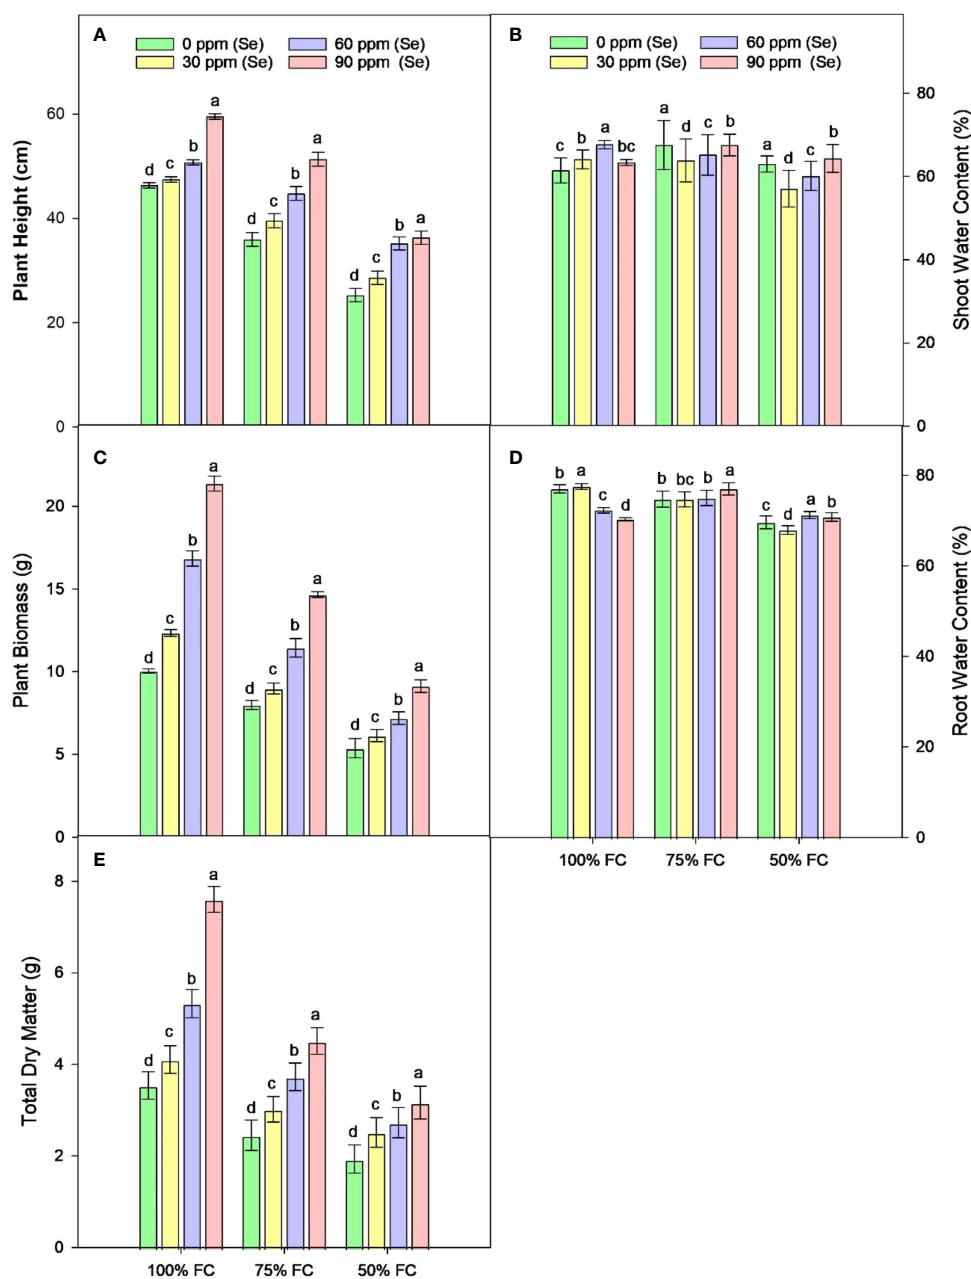 A
0 ppm (Se) 60 ppm (Se)
30 ppm (Se) 90 ppm (Se)
60
40
20
0
Plant Height (cm)
d c b a
d c b a
d c b a
B
0 ppm (Se) 60 ppm (Se)
30 ppm (Se) 90 ppm (Se)
80
60
40
20
0
Shoot Water Content (%)
c b a bc
a d c b
a d c b
C
20
15
10
5
0
Plant Biomass (g)
d c b a
d c b a
d c b a
D
80
60
40
20
0
Root Water Content (%)
b a c d
b bc b a
c d a b
100% FC 75% FC 50% FC
E
8
6
4
2
0
Total Dry Matter (g)
d c b a
d c b a
d c b a
100% FC 75% FC 50% FC